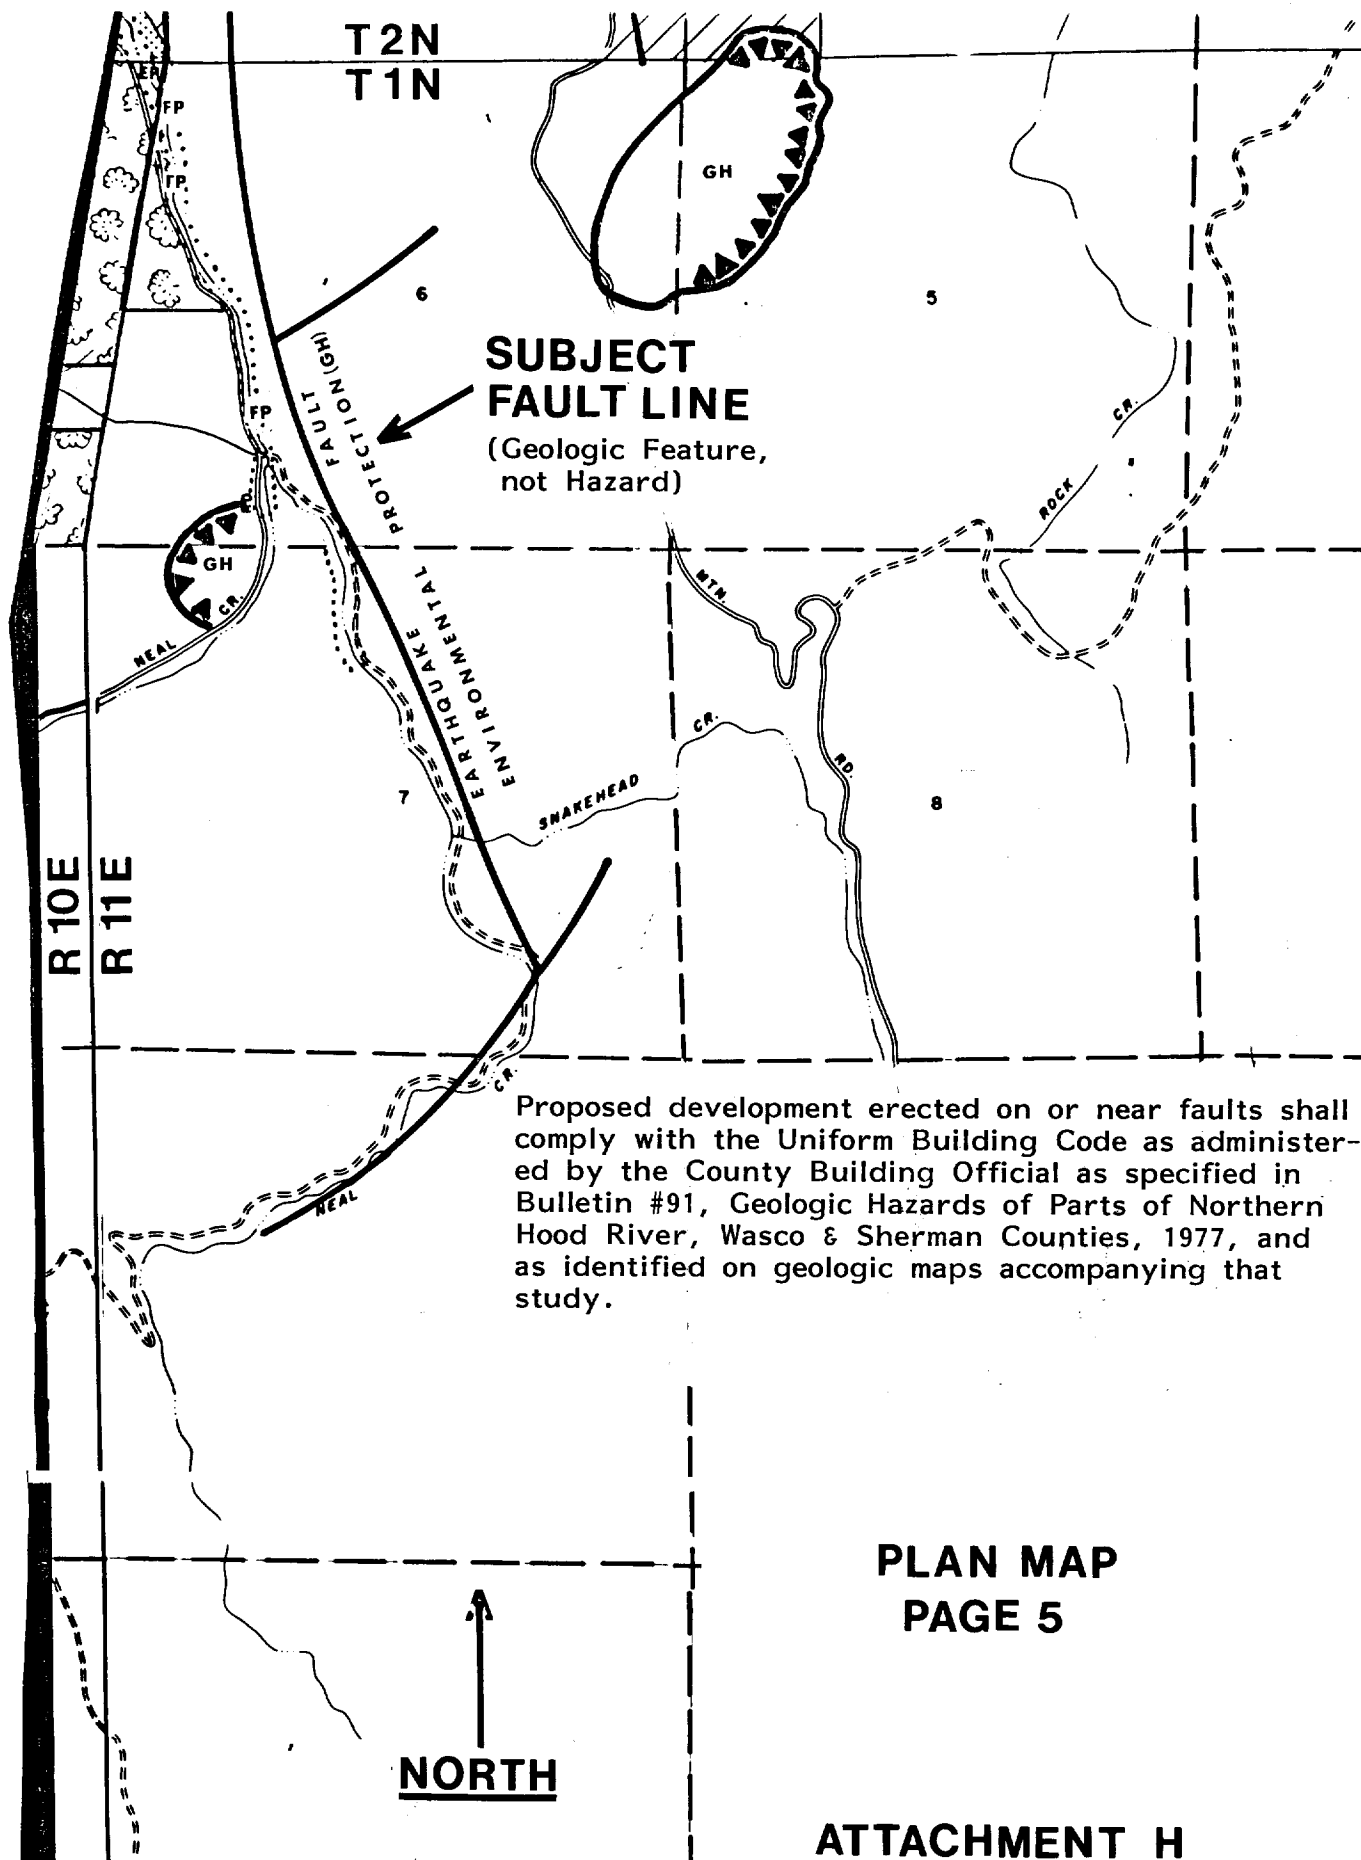 T2N
T1N
FP
FP
FP
GH
6
5
SUBJECT
FAULT LINE
(Geologic Feature,
not Hazard)
FAULT
PROTECTION (GH)
FP
CR.
ROCK
GH
CR.
NEAL
MTN.
EARTHQUAKE
ENVIRONMENTAL
CR.
RD.
SNAKEHEAD
7
8
R 10E
R 11E
CR.
NEAL
Proposed development erected on or near faults shall
comply with the Uniform Building Code as administer-
ed by the County Building Official as specified in
Bulletin #91, Geologic Hazards of Parts of Northern
Hood River, Wasco & Sherman Counties, 1977, and
as identified on geologic maps accompanying that
study.
PLAN MAP
PAGE 5
NORTH
ATTACHMENT H